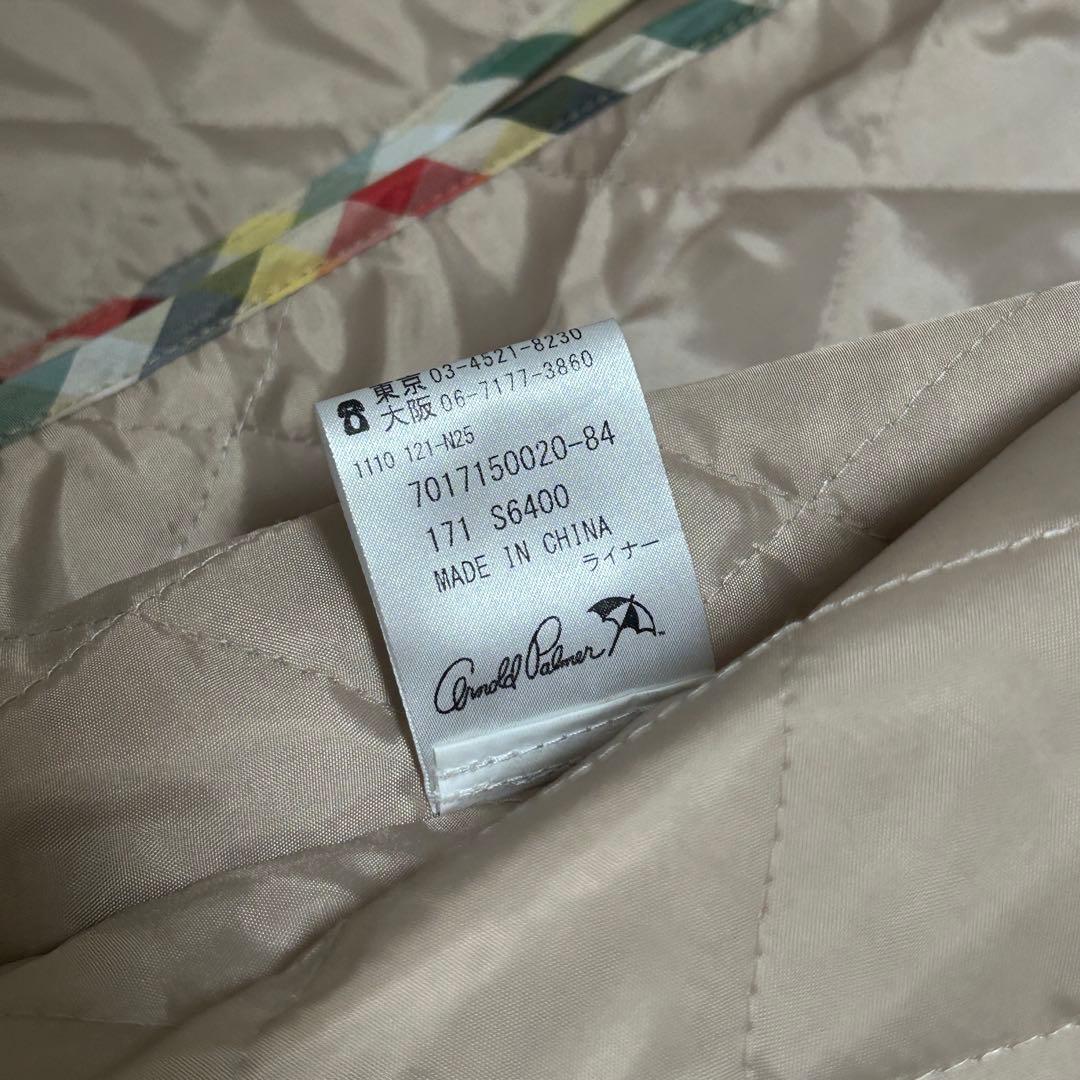 東京 03-4521-8230
大阪 06-7177-3860
1110 121-N25
7017150020-84
171 S6400
MADE IN CHINA
ライナー
Arnold Palmer